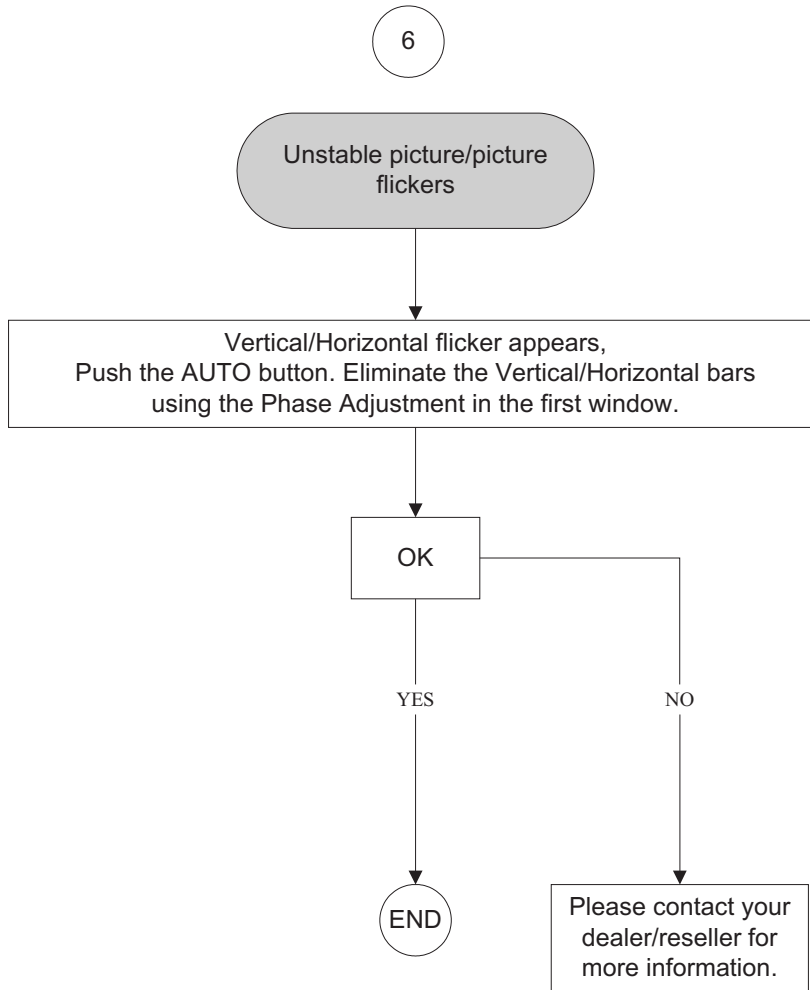 6
Unstable picture/picture
flickers
Vertical/Horizontal flicker appears,
Push the AUTO button. Eliminate the Vertical/Horizontal bars
using the Phase Adjustment in the first window.
OK
YES
NO
END
Please contact your
dealer/reseller for
more information.